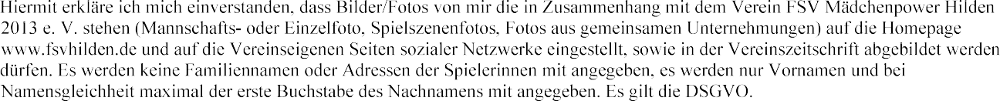 Hiermit erkläre ich mich einverstanden, dass Bilder/Fotos von mir die in Zusammenhang mit dem Verein FSV Mädchenpower Hilden
2013 e. V. stehen (Mannschafts- oder Einzelfoto, Spielszenenfotos, Fotos aus gemeinsamen Unternehmungen) auf die Homepage
www.fsvhilden.de und auf die Vereinseigenen Seiten sozialer Netzwerke eingestellt, sowie in der Vereinszeitschrift abgebildet werden
dürfen. Es werden keine Familiennamen oder Adressen der Spielerinnen mit angegeben, es werden nur Vornamen und bei
Namensgleichheit maximal der erste Buchstabe des Nachnamens mit angegeben. Es gilt die DSGVO.